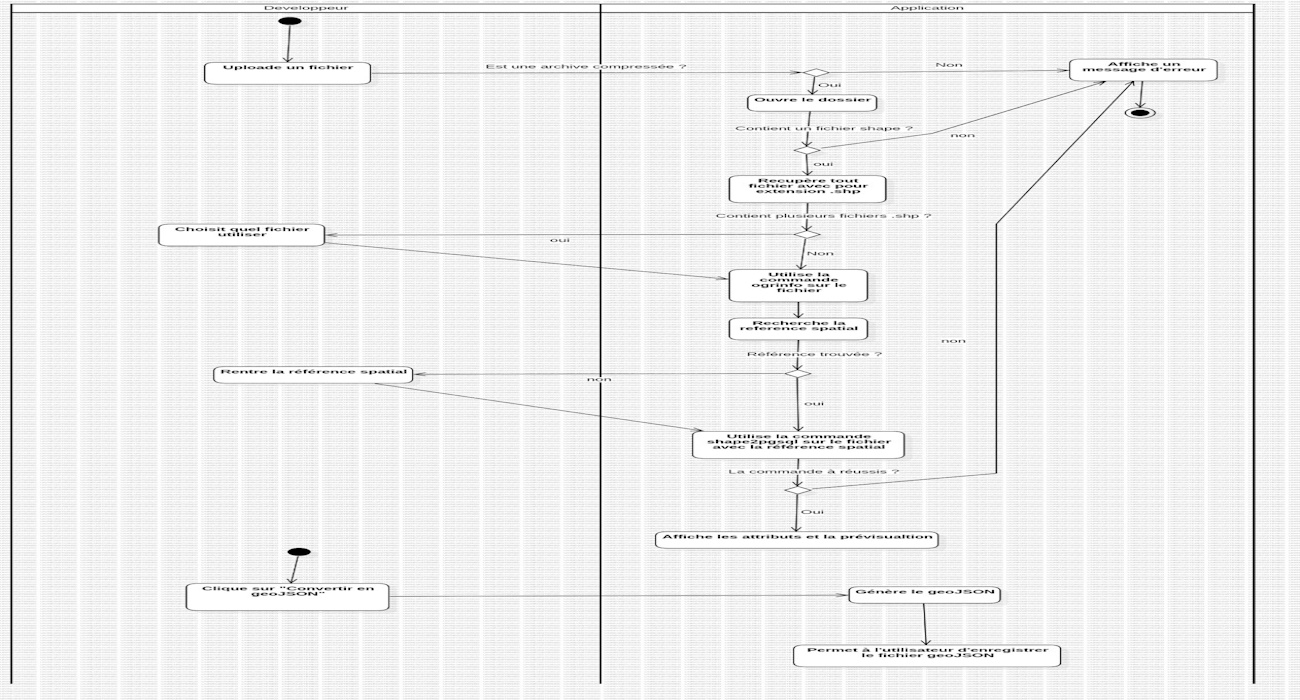 Developpeur
Application
Uploade un fichier
Est une archive compressée ?
Non
Affiche un
message d'erreur
Oui
Ouvre le dossier
Contient un fichier shape ?
non
oui
Recupère tout
fichier avec pour
extension .shp
Contient plusieurs fichiers .shp ?
Choisit quel fichier
utiliser
oui
Non
Utilise la
commande
ogrinfo sur le
fichier
Recherche la
reference spatial
non
Référence trouvée ?
Rentre la référence spatial
non
oui
Utilise la commande
shape2pgsql sur le fichier
avec la référence spatial
La commande à réussis ?
Oui
Affiche les attributs et la prévisualtion
Clique sur "Convertir en
geoJSON"
Génère le geoJSON
Permet à l'utilisateur d'enregistrer
le fichier geoJSON